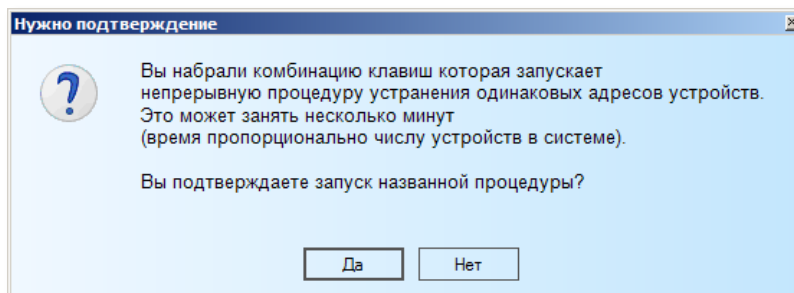 Нужно подтверждение
Вы набрали комбинацию клавиш которая запускает
непрерывную процедуру устранения одинаковых адресов устройств.
Это может занять несколько минут
(время пропорционально числу устройств в системе).
Вы подтверждаете запуск названной процедуры?
Да
Нет